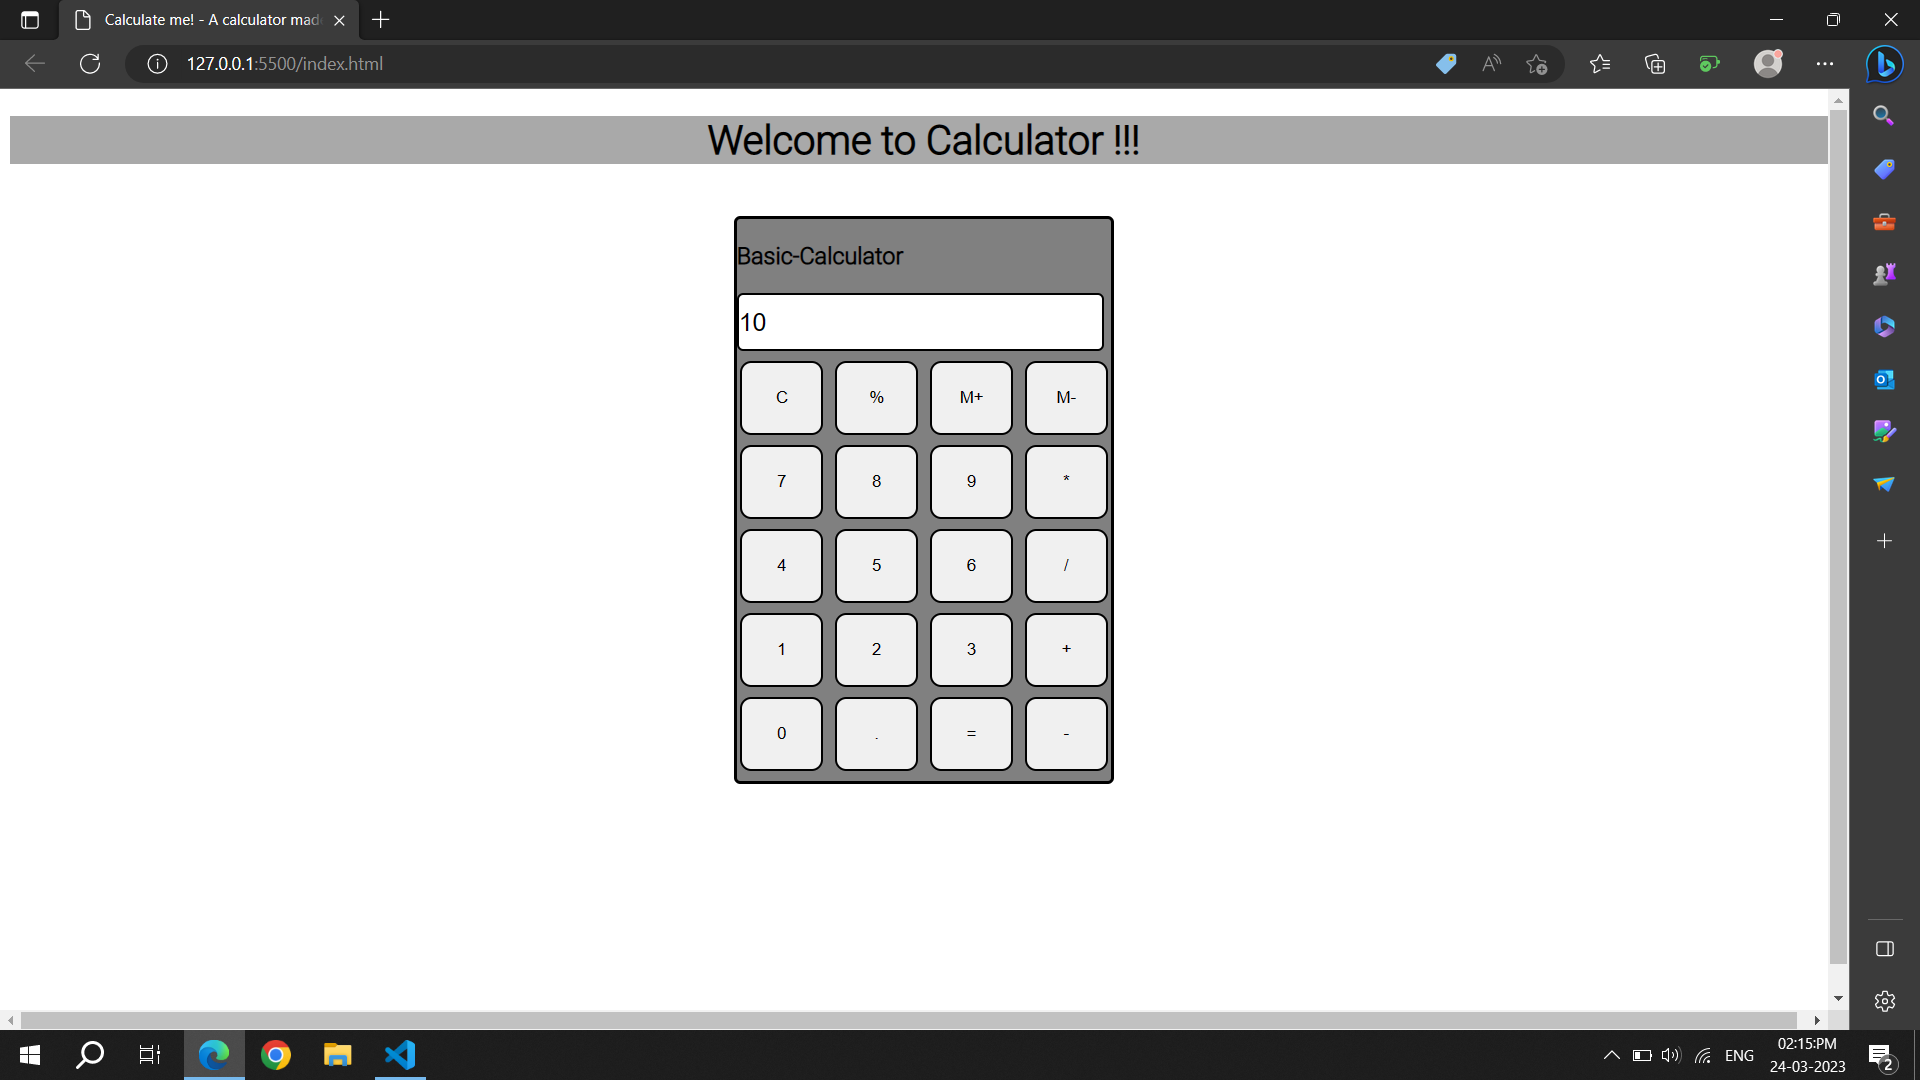 Calculate me! - A calculator mad
127.0.0.1:5500/index.html
Welcome to Calculator !!!
Basic-Calculator
10
C % M+ M-
7 8 9 *
4 5 6 /
1 2 3 +
0 . = -
ENG
02:15:PM
24-03-2023
2